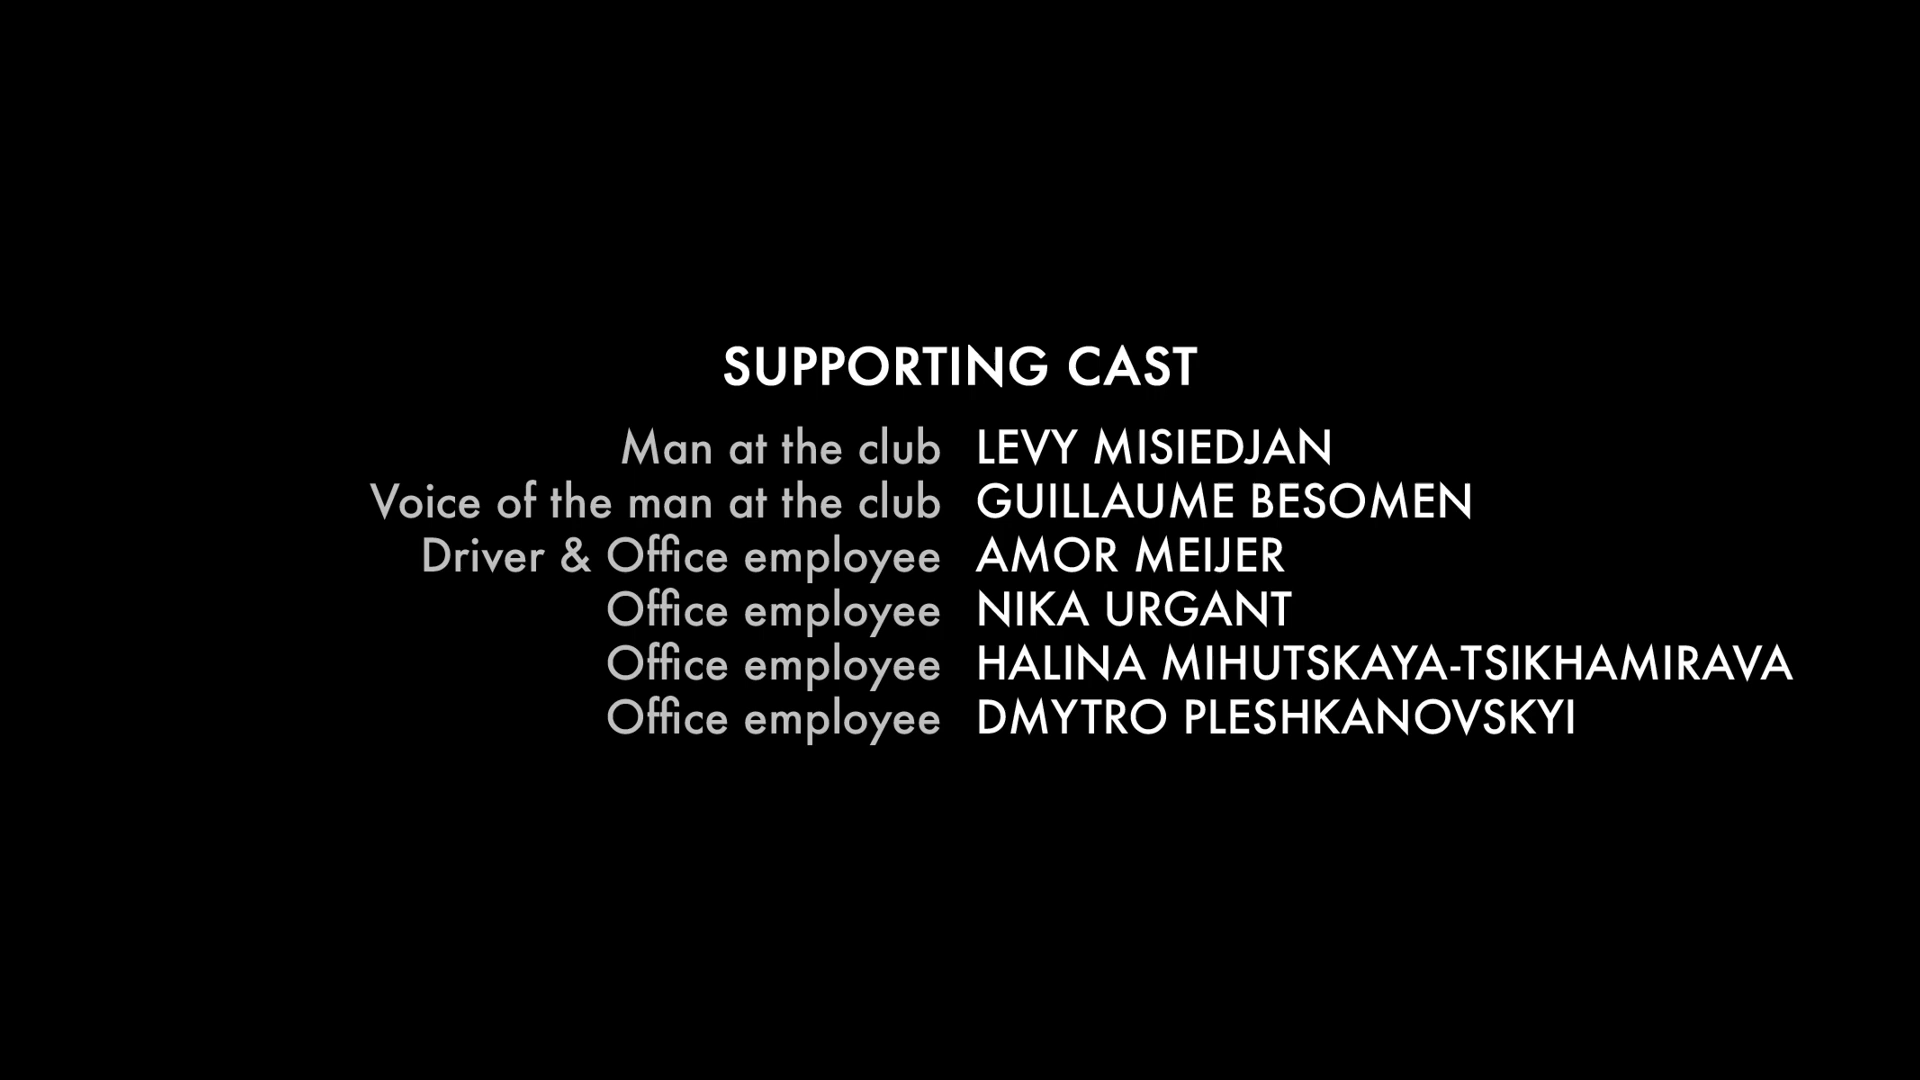 SUPPORTING CAST
Man at the club LEVY MISIEDJAN
Voice of the man at the club GUILLAUME BESOMEN
Driver & Office employee AMOR MEIJER
Office employee NIKA URGANT
Office employee HALINA MIHUTSKAYA-TSIKHAMIRAVA
Office employee DMYTRO PLESHKANOVSKYI